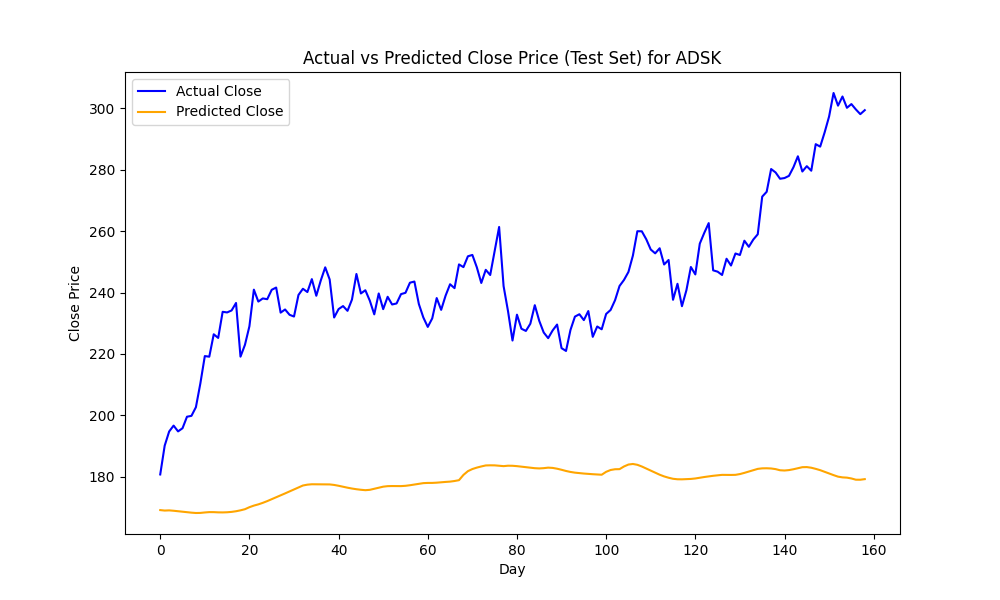 Actual vs Predicted Close Price (Test Set) for ADSK
Actual Close
Predicted Close
Close Price
300
280
260
240
220
200
180
0 20 40 60 80 100 120 140 160
Day